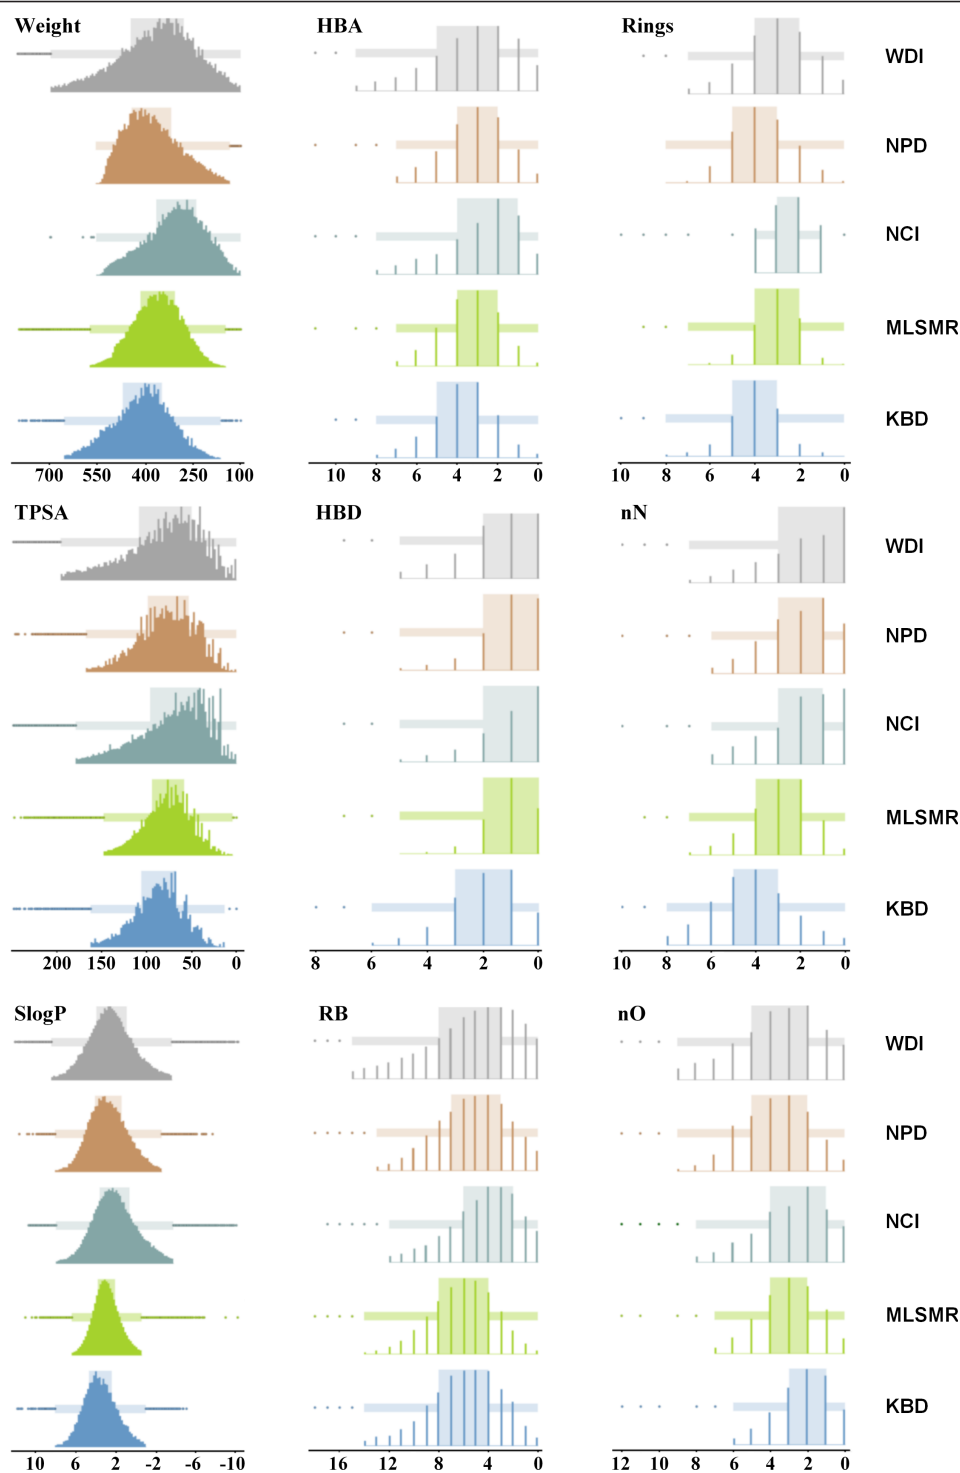 Weight HBA Rings
WDI
NPD
NCI
MLSMR
KBD
700 550 400 250 100 10 8 6 4 2 0 10 8 6 4 2 0
TPSA HBD nN
WDI
NPD
NCI
MLSMR
KBD
200 150 100 50 0 8 6 4 2 0 10 8 6 4 2 0
SlogP RB nO
WDI
NPD
NCI
MLSMR
KBD
10 6 2 -2 -6 -10 16 12 8 4 0 12 10 8 6 4 2 0